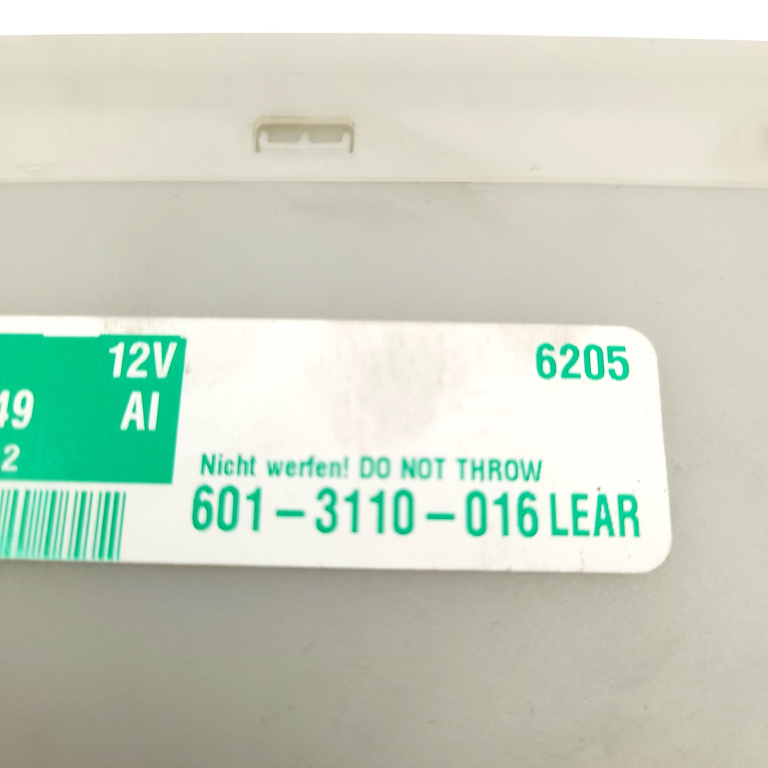 12V
49 AI
2
6205
Nicht werfen! DO NOT THROW
601-3110-016 LEAR